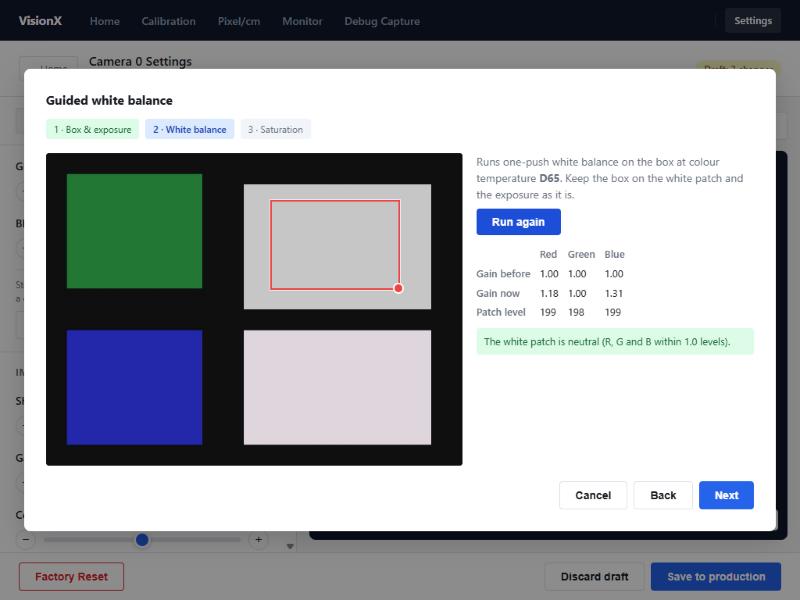 VisionX Home Calibration Pixel/cm Monitor Debug Capture Settings
Camera 0 Settings
Guided white balance
1 · Box & exposure 2 · White balance 3 · Saturation
Runs one-push white balance on the box at colour
temperature D65. Keep the box on the white patch and
the exposure as it is.
Run again
Red Green Blue
Gain before 1.00 1.00 1.00
Gain now 1.18 1.00 1.31
Patch level 199 198 199
The white patch is neutral (R, G and B within 1.0 levels).
Cancel Back Next
− +
Factory Reset Discard draft Save to production